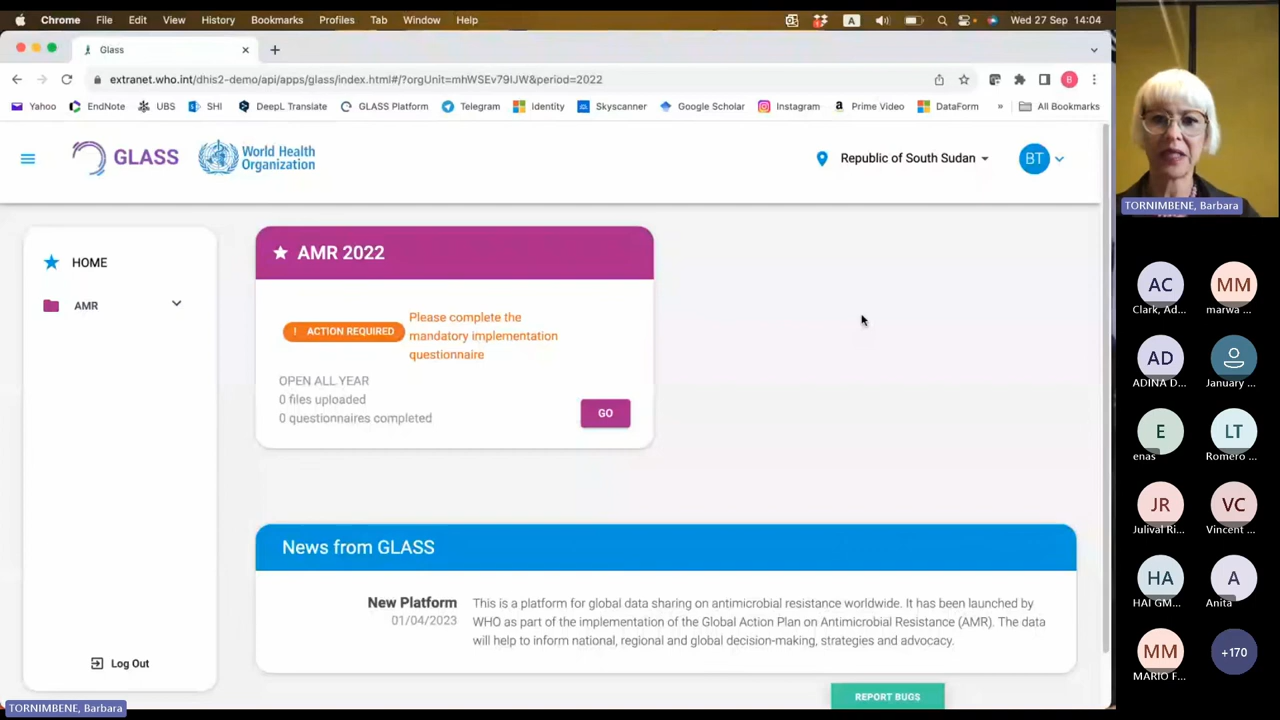 Chrome File Edit View History Bookmarks Profiles Tab Window Help A Wed 27 Sep 14:04
Glass
extranet.who.int/dhis2-demo/api/apps/glass/index.html#/?orgUnit=mhWSEv79IJW&period=2022 B
Yahoo EndNote UBS SHI DeepL Translate GLASS Platform Telegram Identity Skyscanner Google Scholar Instagram Prime Video DataForm » All Bookmarks
GLASS World Health Organization Republic of South Sudan BT
HOME
AMR
Log Out
AMR 2022
! ACTION REQUIRED
Please complete the
mandatory implementation
questionnaire
OPEN ALL YEAR
0 files uploaded
0 questionnaires completed
GO
News from GLASS
New Platform
01/04/2023
This is a platform for global data sharing on antimicrobial resistance worldwide. It has been launched by
WHO as part of the implementation of the Global Action Plan on Antimicrobial Resistance (AMR). The data
will help to inform national, regional and global decision-making, strategies and advocacy.
REPORT BUGS
TORNIMBENE, Barbara
TORNIMBENE, Barbara
AC MM
Clark, Ad... marwa ...
AD
ADINA D... January ...
E LT
enas Romero ...
JR VC
Julival Ri... Vincent ...
HA A
HAI GM... Anita
MM +170
MARIO F...